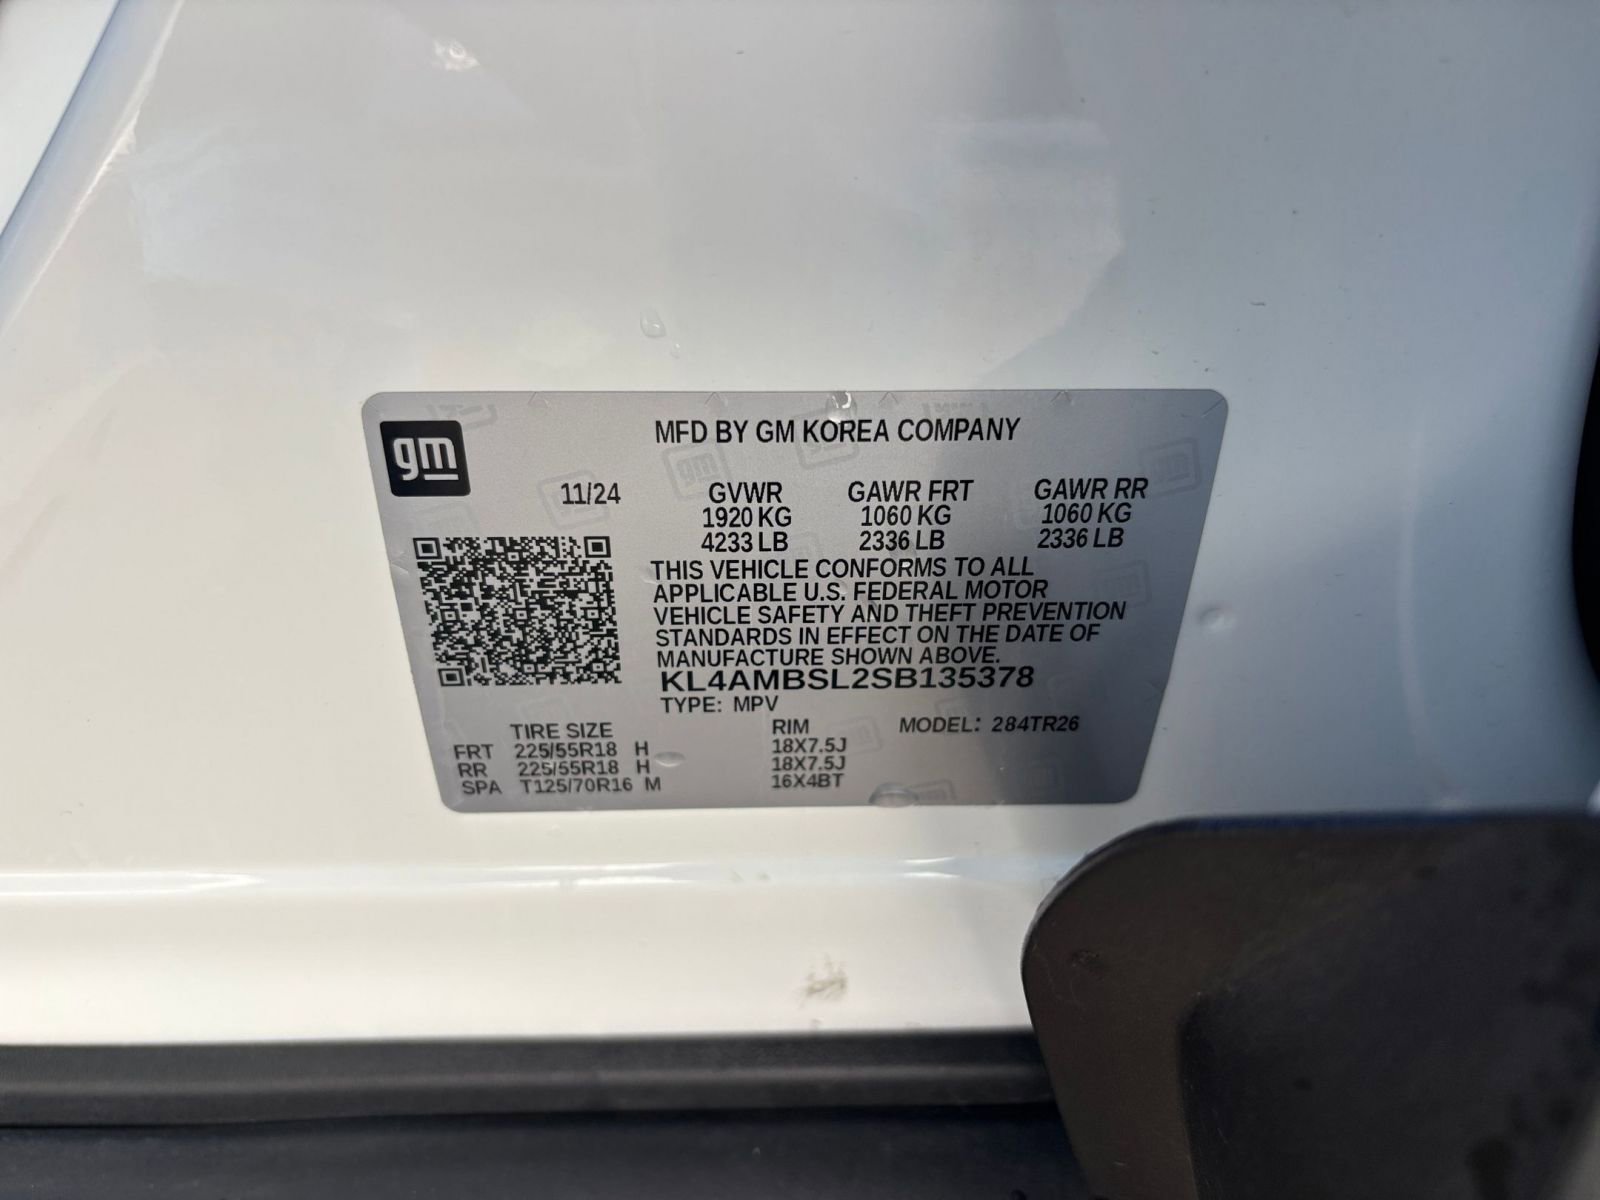 gm
MFD BY GM KOREA COMPANY
11/24 GVWR GAWR FRT GAWR RR
1920 KG 1060 KG 1060 KG
4233 LB 2336 LB 2336 LB
THIS VEHICLE CONFORMS TO ALL
APPLICABLE U.S. FEDERAL MOTOR
VEHICLE SAFETY AND THEFT PREVENTION
STANDARDS IN EFFECT ON THE DATE OF
MANUFACTURE SHOWN ABOVE.
KL4AMBSL2SB135378
TYPE: MPV
TIRE SIZE RIM MODEL: 284TR26
FRT 225/55R18 H 18X7.5J
RR 225/55R18 H 18X7.5J
SPA T125/70R16 M 16X4BT